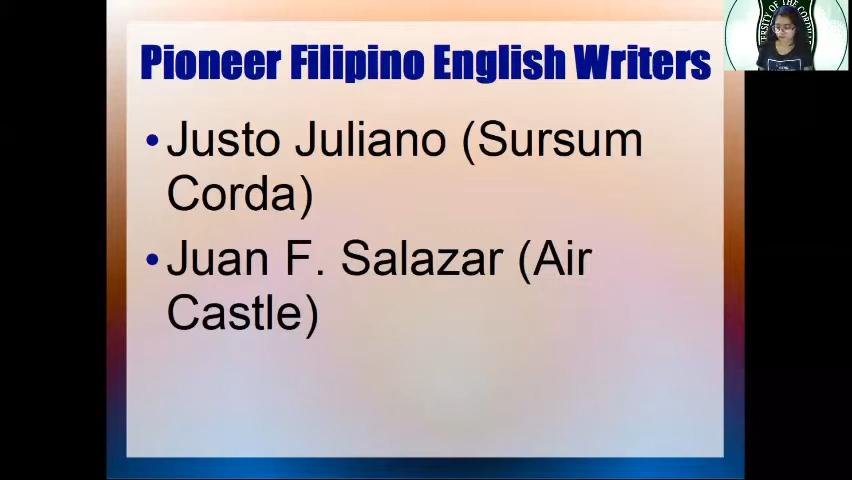 Pioneer Filipino English Writers
•Justo Juliano (Sursum
Corda)
•Juan F. Salazar (Air
Castle)